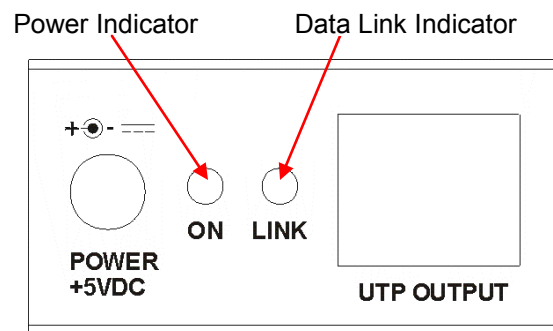 Power Indicator
Data Link Indicator
+ -
ON
LINK
POWER
+5VDC
UTP OUTPUT